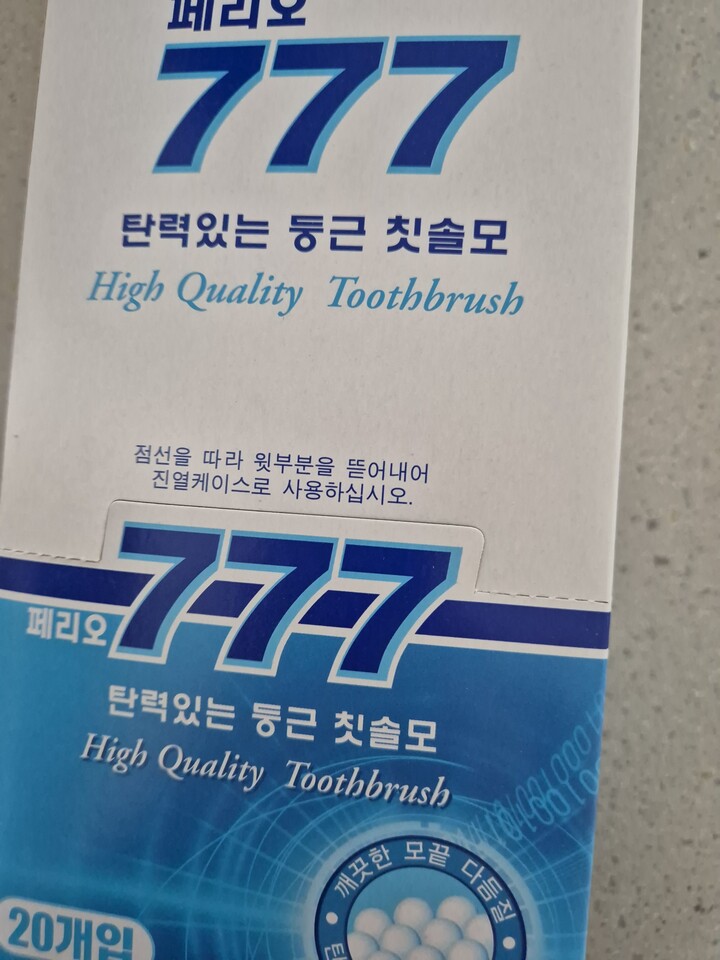 페리오
777
탄력있는 둥근 칫솔모
High Quality Toothbrush
점선을 따라 윗부분을 뜯어내어
진열케이스로 사용하십시오.
페리오 777
탄력있는 둥근 칫솔모
High Quality Toothbrush
깨끗한 모끝 다듬질
20개입